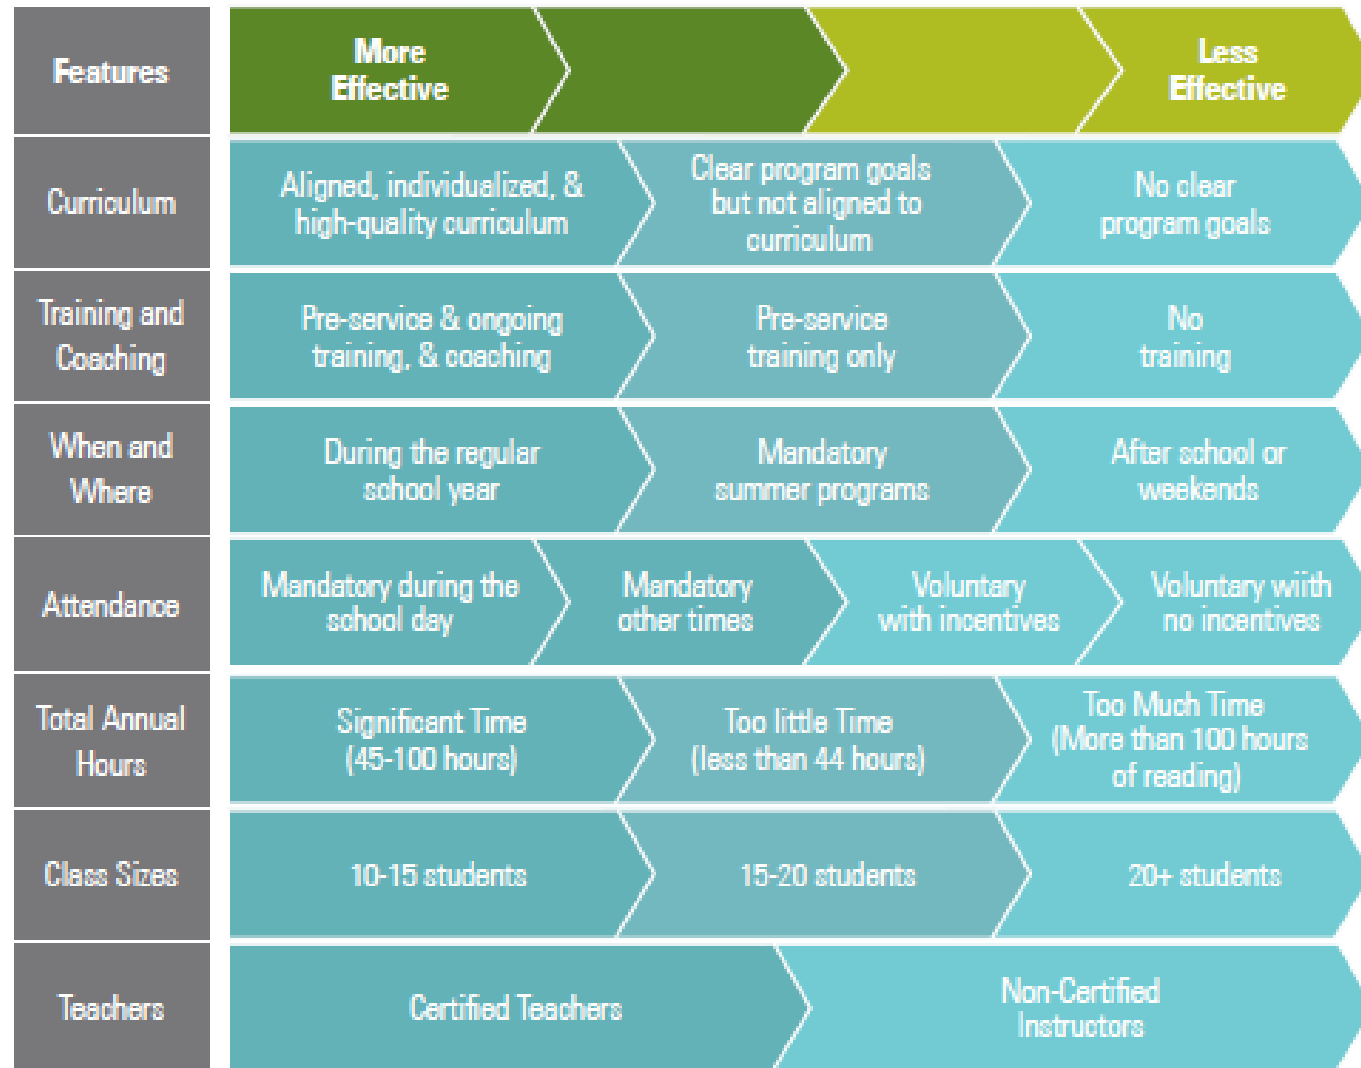 Features
More
Effective
Less
Effective
Curriculum
Aligned, individualized, &
high-quality curriculum
Clear program goals
but not aligned to
curriculum
No clear
program goals
Training and
Coaching
Pre-service & ongoing
training, & coaching
Pre-service
training only
No
training
When and
Where
During the regular
school year
Mandatory
summer programs
After school or
weekends
Attendance
Mandatory during the
school day
Mandatory
other times
Voluntary
with incentives
Voluntary wiith
no incentives
Total Annual
Hours
Significant Time
(45-100 hours)
Too little Time
(less than 44 hours)
Too Much Time
(More than 100 hours
of reading)
Class Sizes
10-15 students
15-20 students
20+ students
Teachers
Certified Teachers
Non-Certified
Instructors